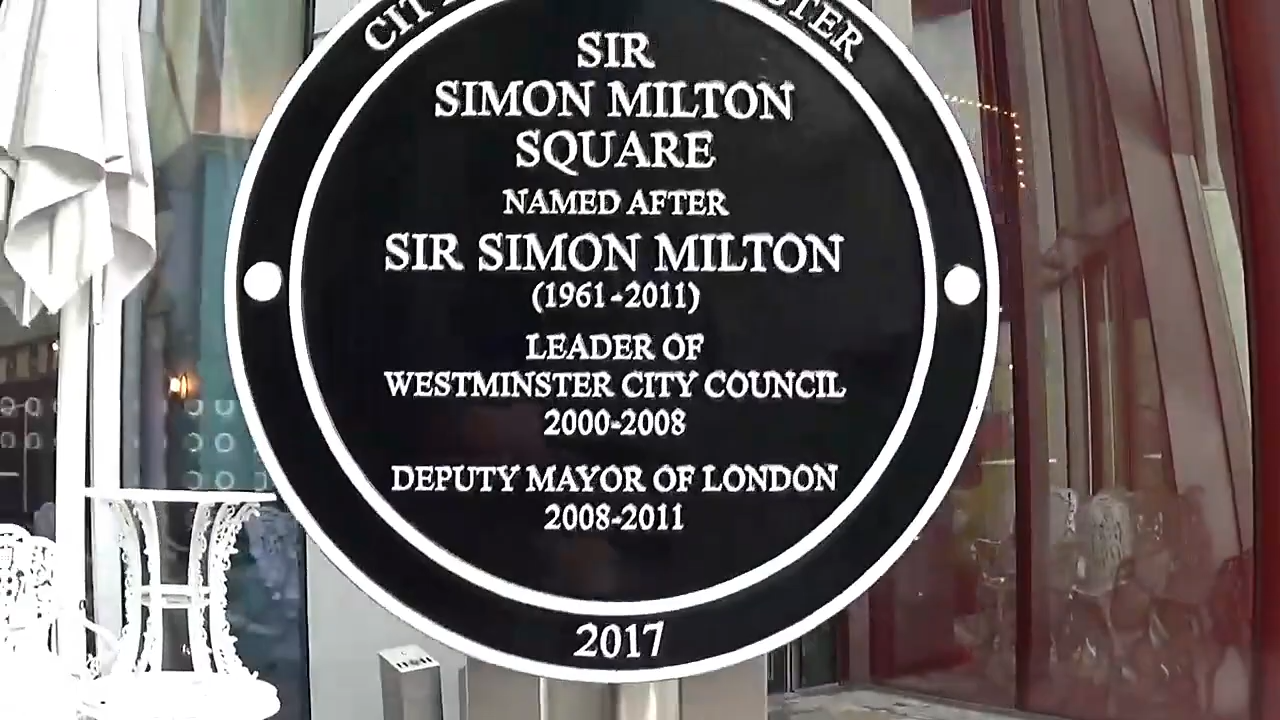 SIR
SIMON MILTON
SQUARE
NAMED AFTER
SIR SIMON MILTON
(1961-2011)
LEADER OF
WESTMINSTER CITY COUNCIL
2000-2008
DEPUTY MAYOR OF LONDON
2008-2011
2017